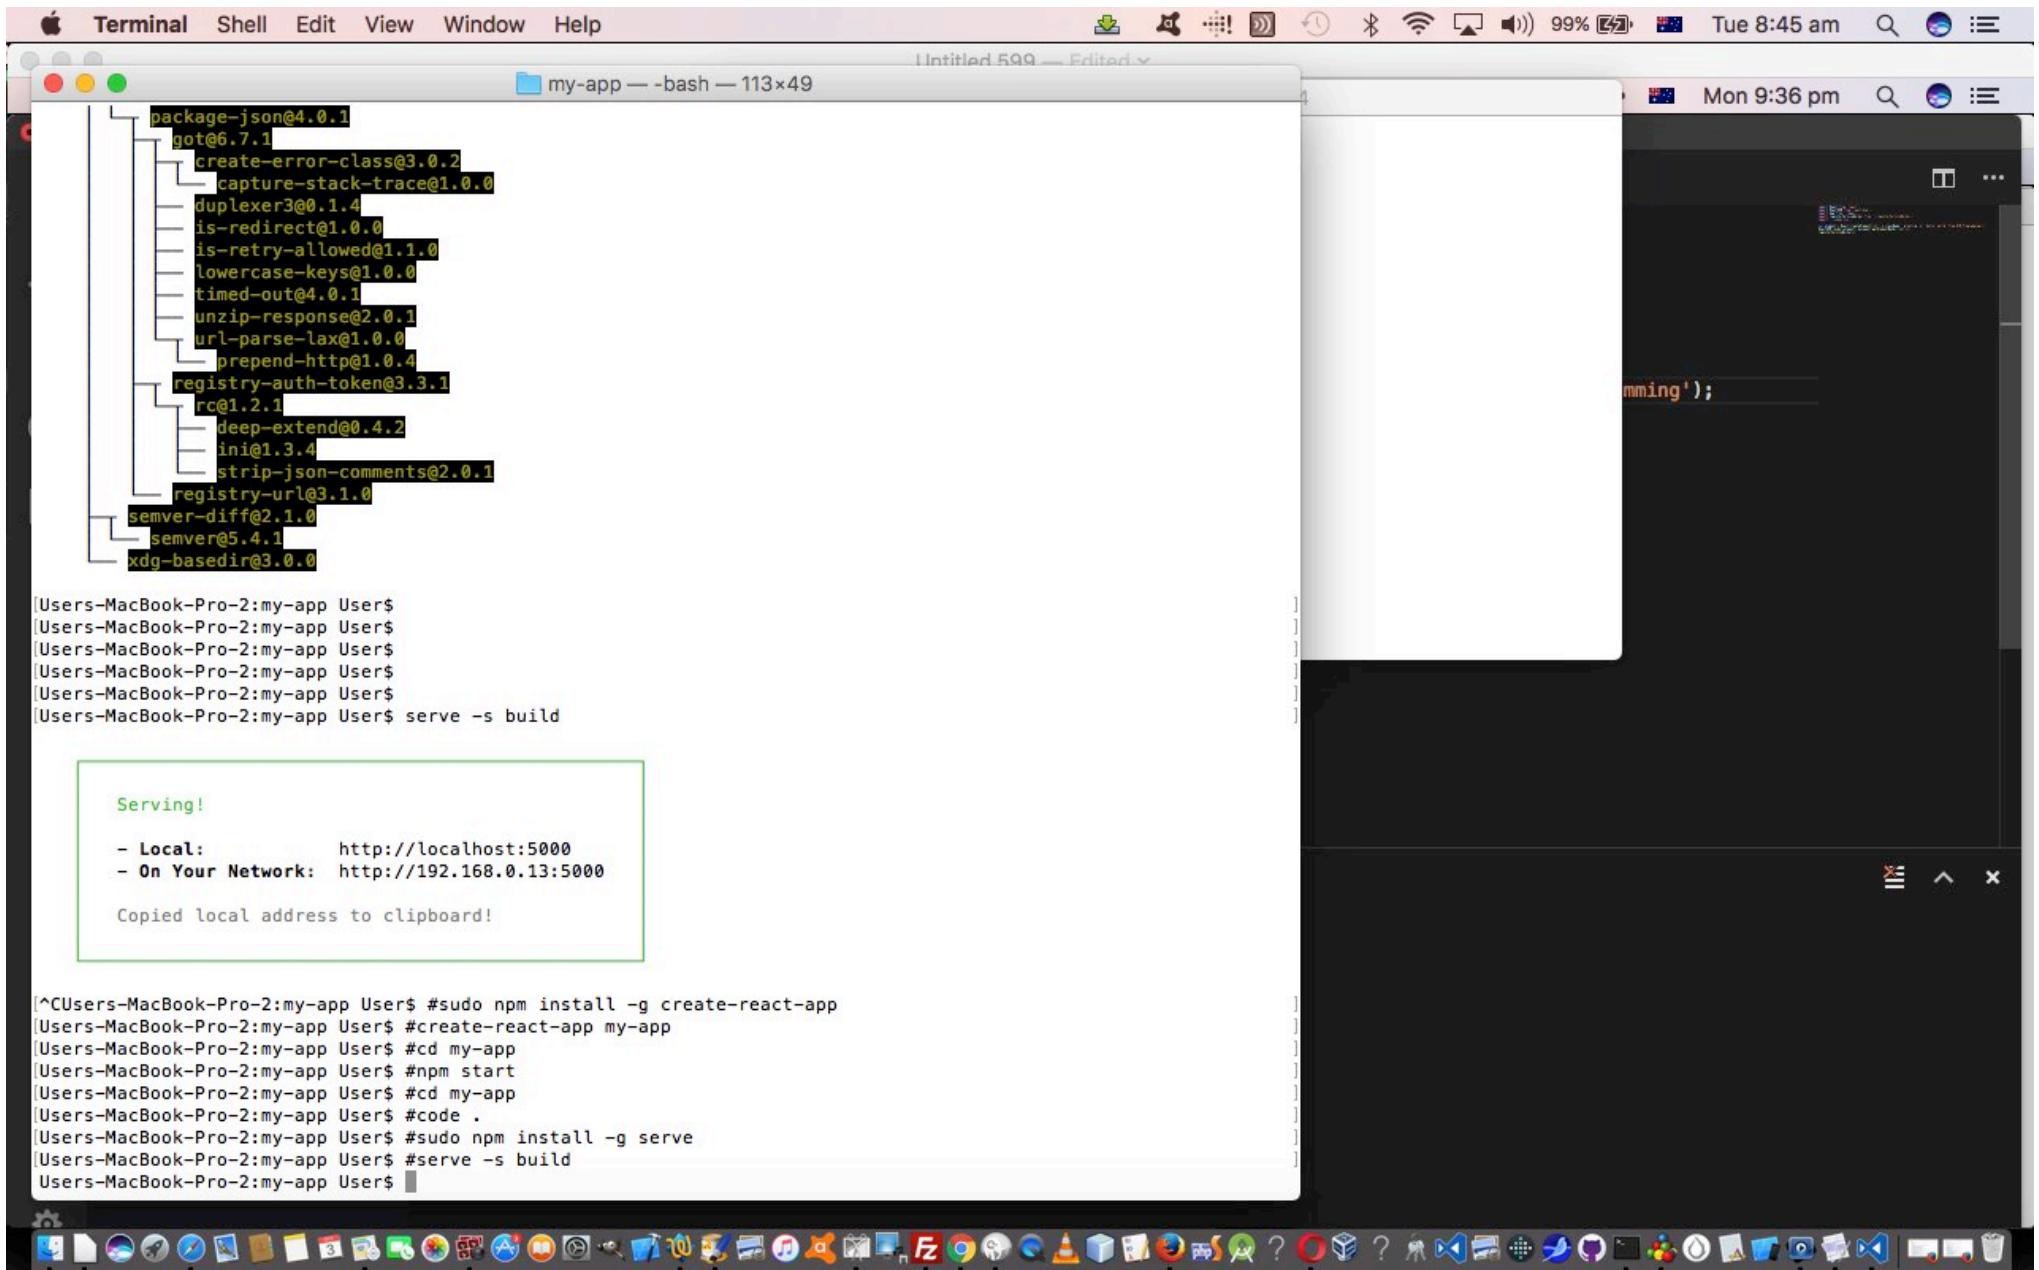 Terminal Shell Edit View Window Help 99% Tue 8:45 am
Untitled 599 — Edited
my-app — -bash — 113×49
Mon 9:36 pm
package-json@4.0.1
got@6.7.1
create-error-class@3.0.2
capture-stack-trace@1.0.0
duplexer3@0.1.4
is-redirect@1.0.0
is-retry-allowed@1.1.0
lowercase-keys@1.0.0
timed-out@4.0.1
unzip-response@2.0.1
url-parse-lax@1.0.0
prepend-http@1.0.4
registry-auth-token@3.3.1
rc@1.2.1
mming');
deep-extend@0.4.2
ini@1.3.4
strip-json-comments@2.0.1
registry-url@3.1.0
semver-diff@2.1.0
semver@5.4.1
xdg-basedir@3.0.0
[Users-MacBook-Pro-2:my-app User$ ]
[Users-MacBook-Pro-2:my-app User$ ]
[Users-MacBook-Pro-2:my-app User$ ]
[Users-MacBook-Pro-2:my-app User$ ]
[Users-MacBook-Pro-2:my-app User$ ]
[Users-MacBook-Pro-2:my-app User$ serve -s build ]
Serving!
- Local: http://localhost:5000
- On Your Network: http://192.168.0.13:5000
Copied local address to clipboard!
[^CUsers-MacBook-Pro-2:my-app User$ #sudo npm install -g create-react-app ]
[Users-MacBook-Pro-2:my-app User$ #create-react-app my-app ]
[Users-MacBook-Pro-2:my-app User$ #cd my-app ]
[Users-MacBook-Pro-2:my-app User$ #npm start ]
[Users-MacBook-Pro-2:my-app User$ #cd my-app ]
[Users-MacBook-Pro-2:my-app User$ #code . ]
[Users-MacBook-Pro-2:my-app User$ #sudo npm install -g serve ]
[Users-MacBook-Pro-2:my-app User$ #serve -s build ]
Users-MacBook-Pro-2:my-app User$